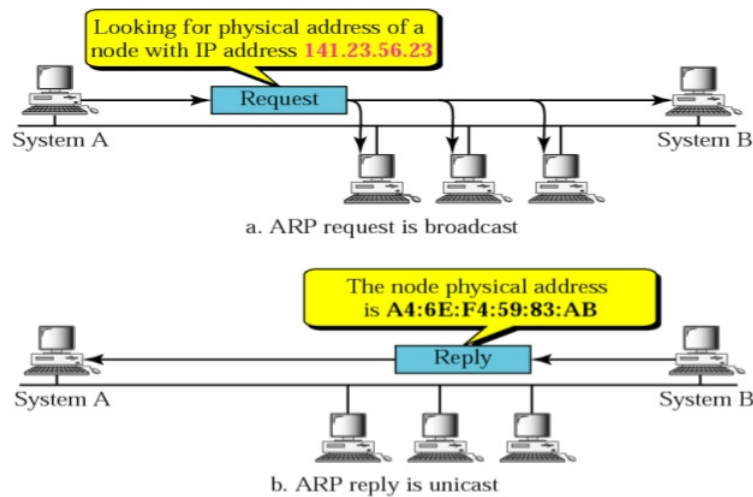 Looking for physical address of a
node with IP address 141.23.56.23
Request
System A
System B
a. ARP request is broadcast
The node physical address
is A4:6E:F4:59:83:AB
Reply
System A
System B
b. ARP reply is unicast